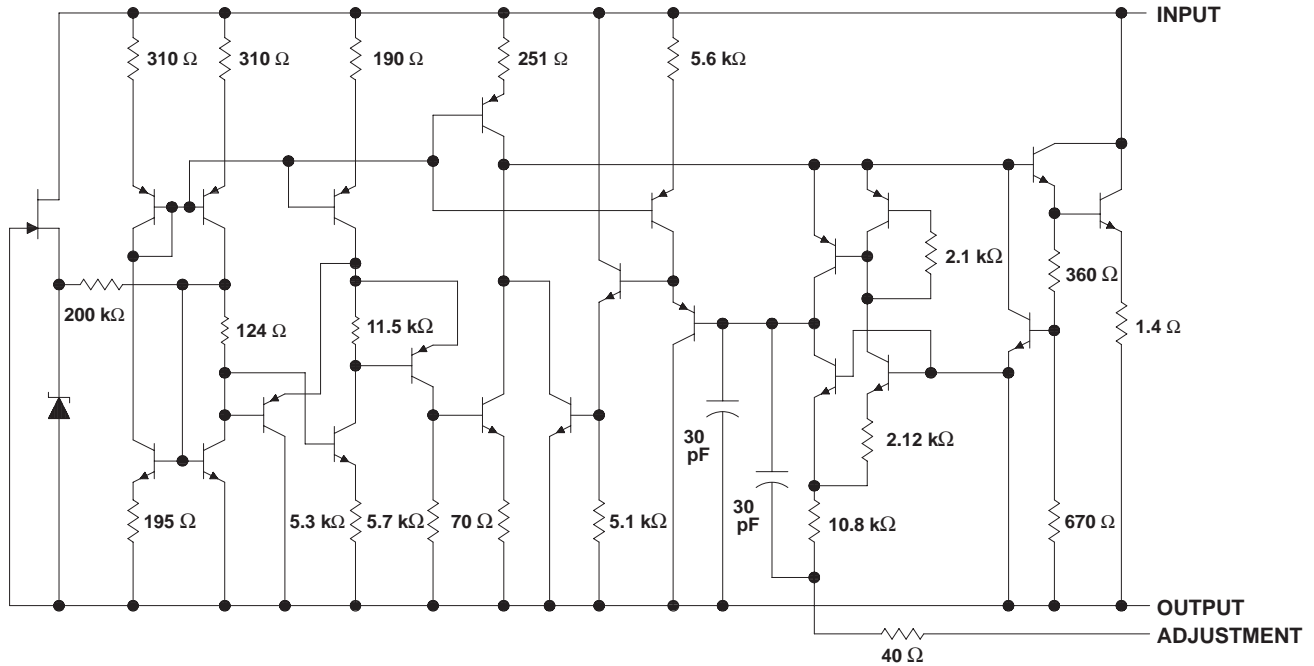 INPUT
310 Ω
310 Ω
190 Ω
251 Ω
5.6 kΩ
2.1 kΩ
360 Ω
200 kΩ
124 Ω
11.5 kΩ
1.4 Ω
30
pF
2.12 kΩ
30
pF
195 Ω
5.3 kΩ
5.7 kΩ
70 Ω
5.1 kΩ
10.8 kΩ
670 Ω
OUTPUT
ADJUSTMENT
40 Ω